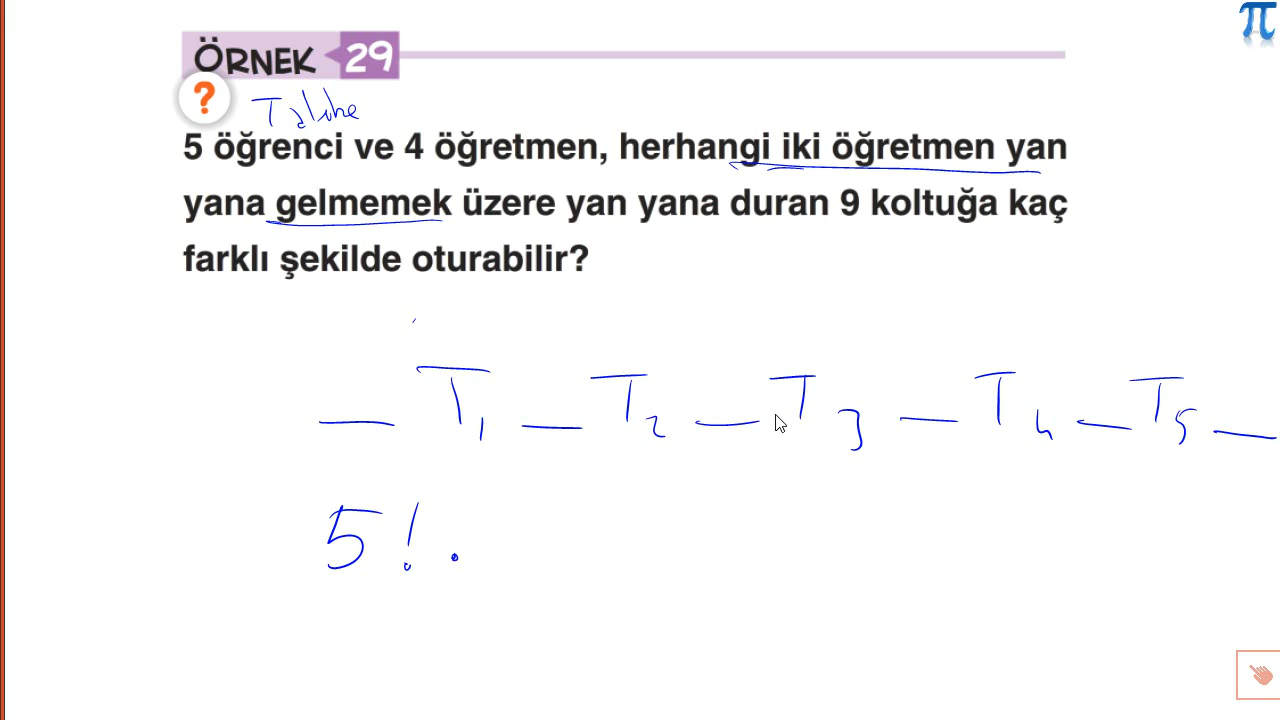 π
ÖRNEK 29
?
Talebe
5 öğrenci ve 4 öğretmen, herhangi iki öğretmen yan
yana gelmemek üzere yan yana duran 9 koltuğa kaç
farklı şekilde oturabilir?
— T1 — T2 — T3 — T4 — T5 —
5! .